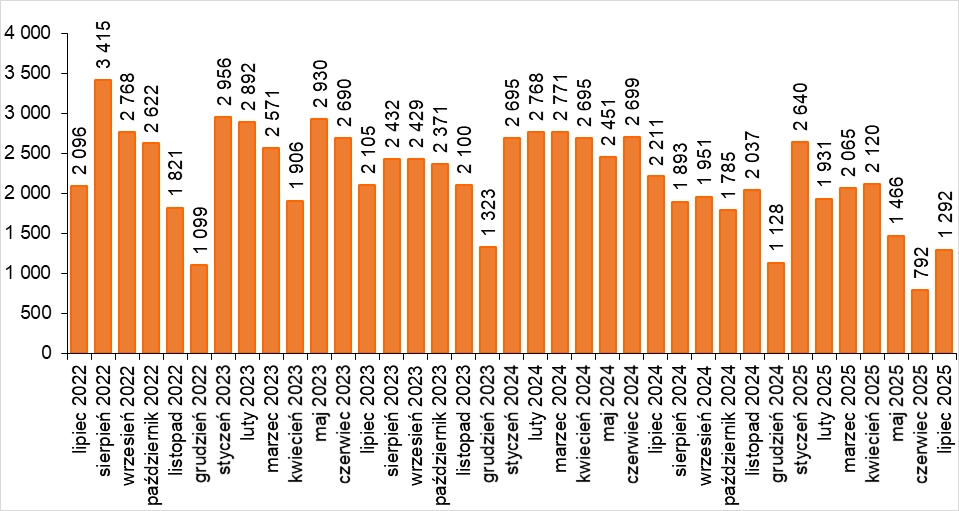 4 000
3 500
3 000
2 500
2 000
1 500
1 000
500
0
2 096
3 415
2 768
2 622
1 821
1 099
2 956
2 892
2 571
1 906
2 930
2 690
2 105
2 432
2 429
2 371
2 100
1 323
2 695
2 768
2 771
2 695
2 451
2 699
2 211
1 893
1 951
1 785
2 037
1 128
2 640
1 931
2 065
2 120
1 466
792
1 292
lipiec 2022
sierpień 2022
wrzesień 2022
październik 2022
listopad 2022
grudzień 2022
styczeń 2023
luty 2023
marzec 2023
kwiecień 2023
maj 2023
czerwiec 2023
lipiec 2023
sierpień 2023
wrzesień 2023
październik 2023
listopad 2023
grudzień 2023
styczeń 2024
luty 2024
marzec 2024
kwiecień 2024
maj 2024
czerwiec 2024
lipiec 2024
sierpień 2024
wrzesień 2024
październik 2024
listopad 2024
grudzień 2024
styczeń 2025
luty 2025
marzec 2025
kwiecień 2025
maj 2025
czerwiec 2025
lipiec 2025